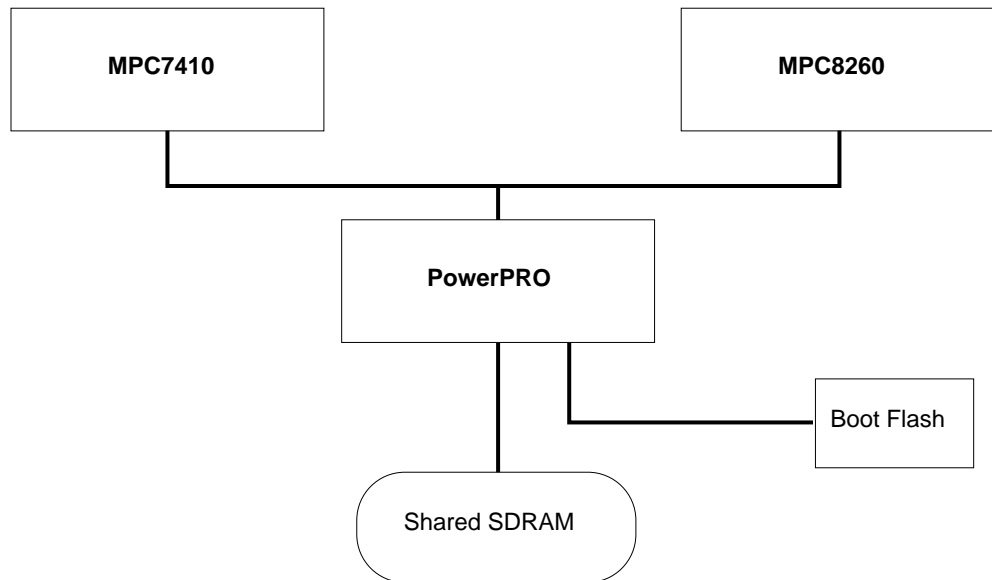 MPC7410
MPC8260
PowerPRO
Boot Flash
Shared SDRAM